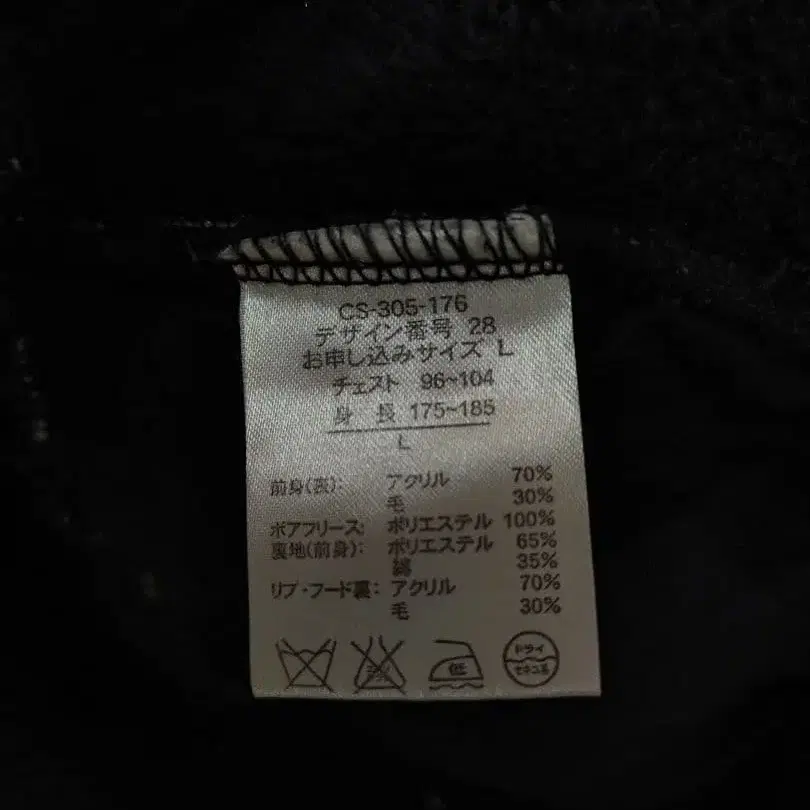 CS-305-176
デザイン番号 28
お申し込みサイズ L
チェスト 96~104
身長 175~185
L
前身(表): アクリル 70%
毛 30%
ボアフリース: ポリエステル 100%
裏地(前身): ポリエステル 65%
綿 35%
リブ・フード裏: アクリル 70%
毛 30%
低
ドライ
セキユ系